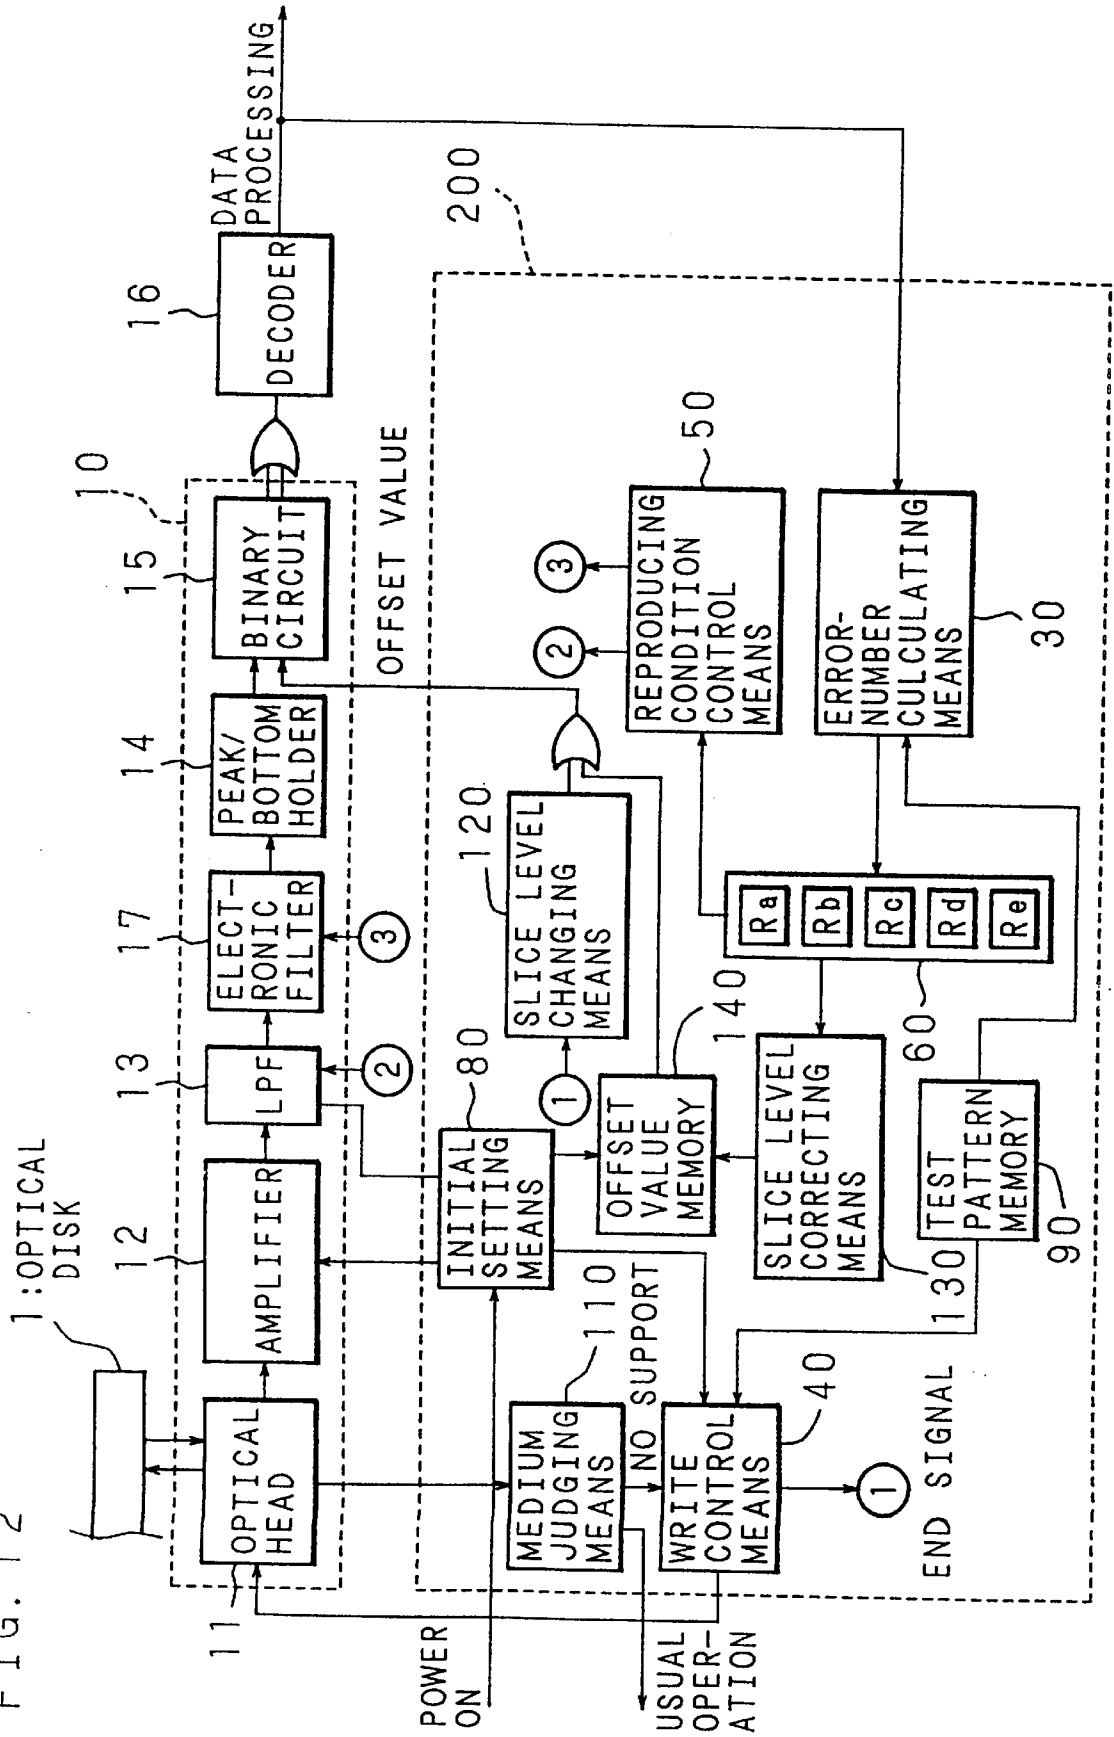 FIG. 12
1:OPTICAL
DISK
10
11
OPTICAL
HEAD
12
AMPLIFIER
13
LPF
2
17
ELECT-
RONIC
FILTER
3
14
PEAK/
BOTTOM
HOLDER
15
BINARY
CIRCUIT
16
DECODER
DATA
PROCESSING
OFFSET VALUE
200
POWER
ON
USUAL
OPER-
ATION
110
MEDIUM
JUDGING
MEANS
NO SUPPORT
40
WRITE
CONTROL
MEANS
1
END SIGNAL
80
INITIAL
SETTING
MEANS
1
120
SLICE LEVEL
CHANGING
MEANS
140
OFFSET
VALUE
MEMORY
130
SLICE LEVEL
CORRECTING
MEANS
90
TEST
PATTERN
MEMORY
60
Ra
Rb
Rc
Rd
Re
2
3
50
REPRODUCING
CONDITION
CONTROL
MEANS
30
ERROR-
NUMBER
CULCULATING
MEANS